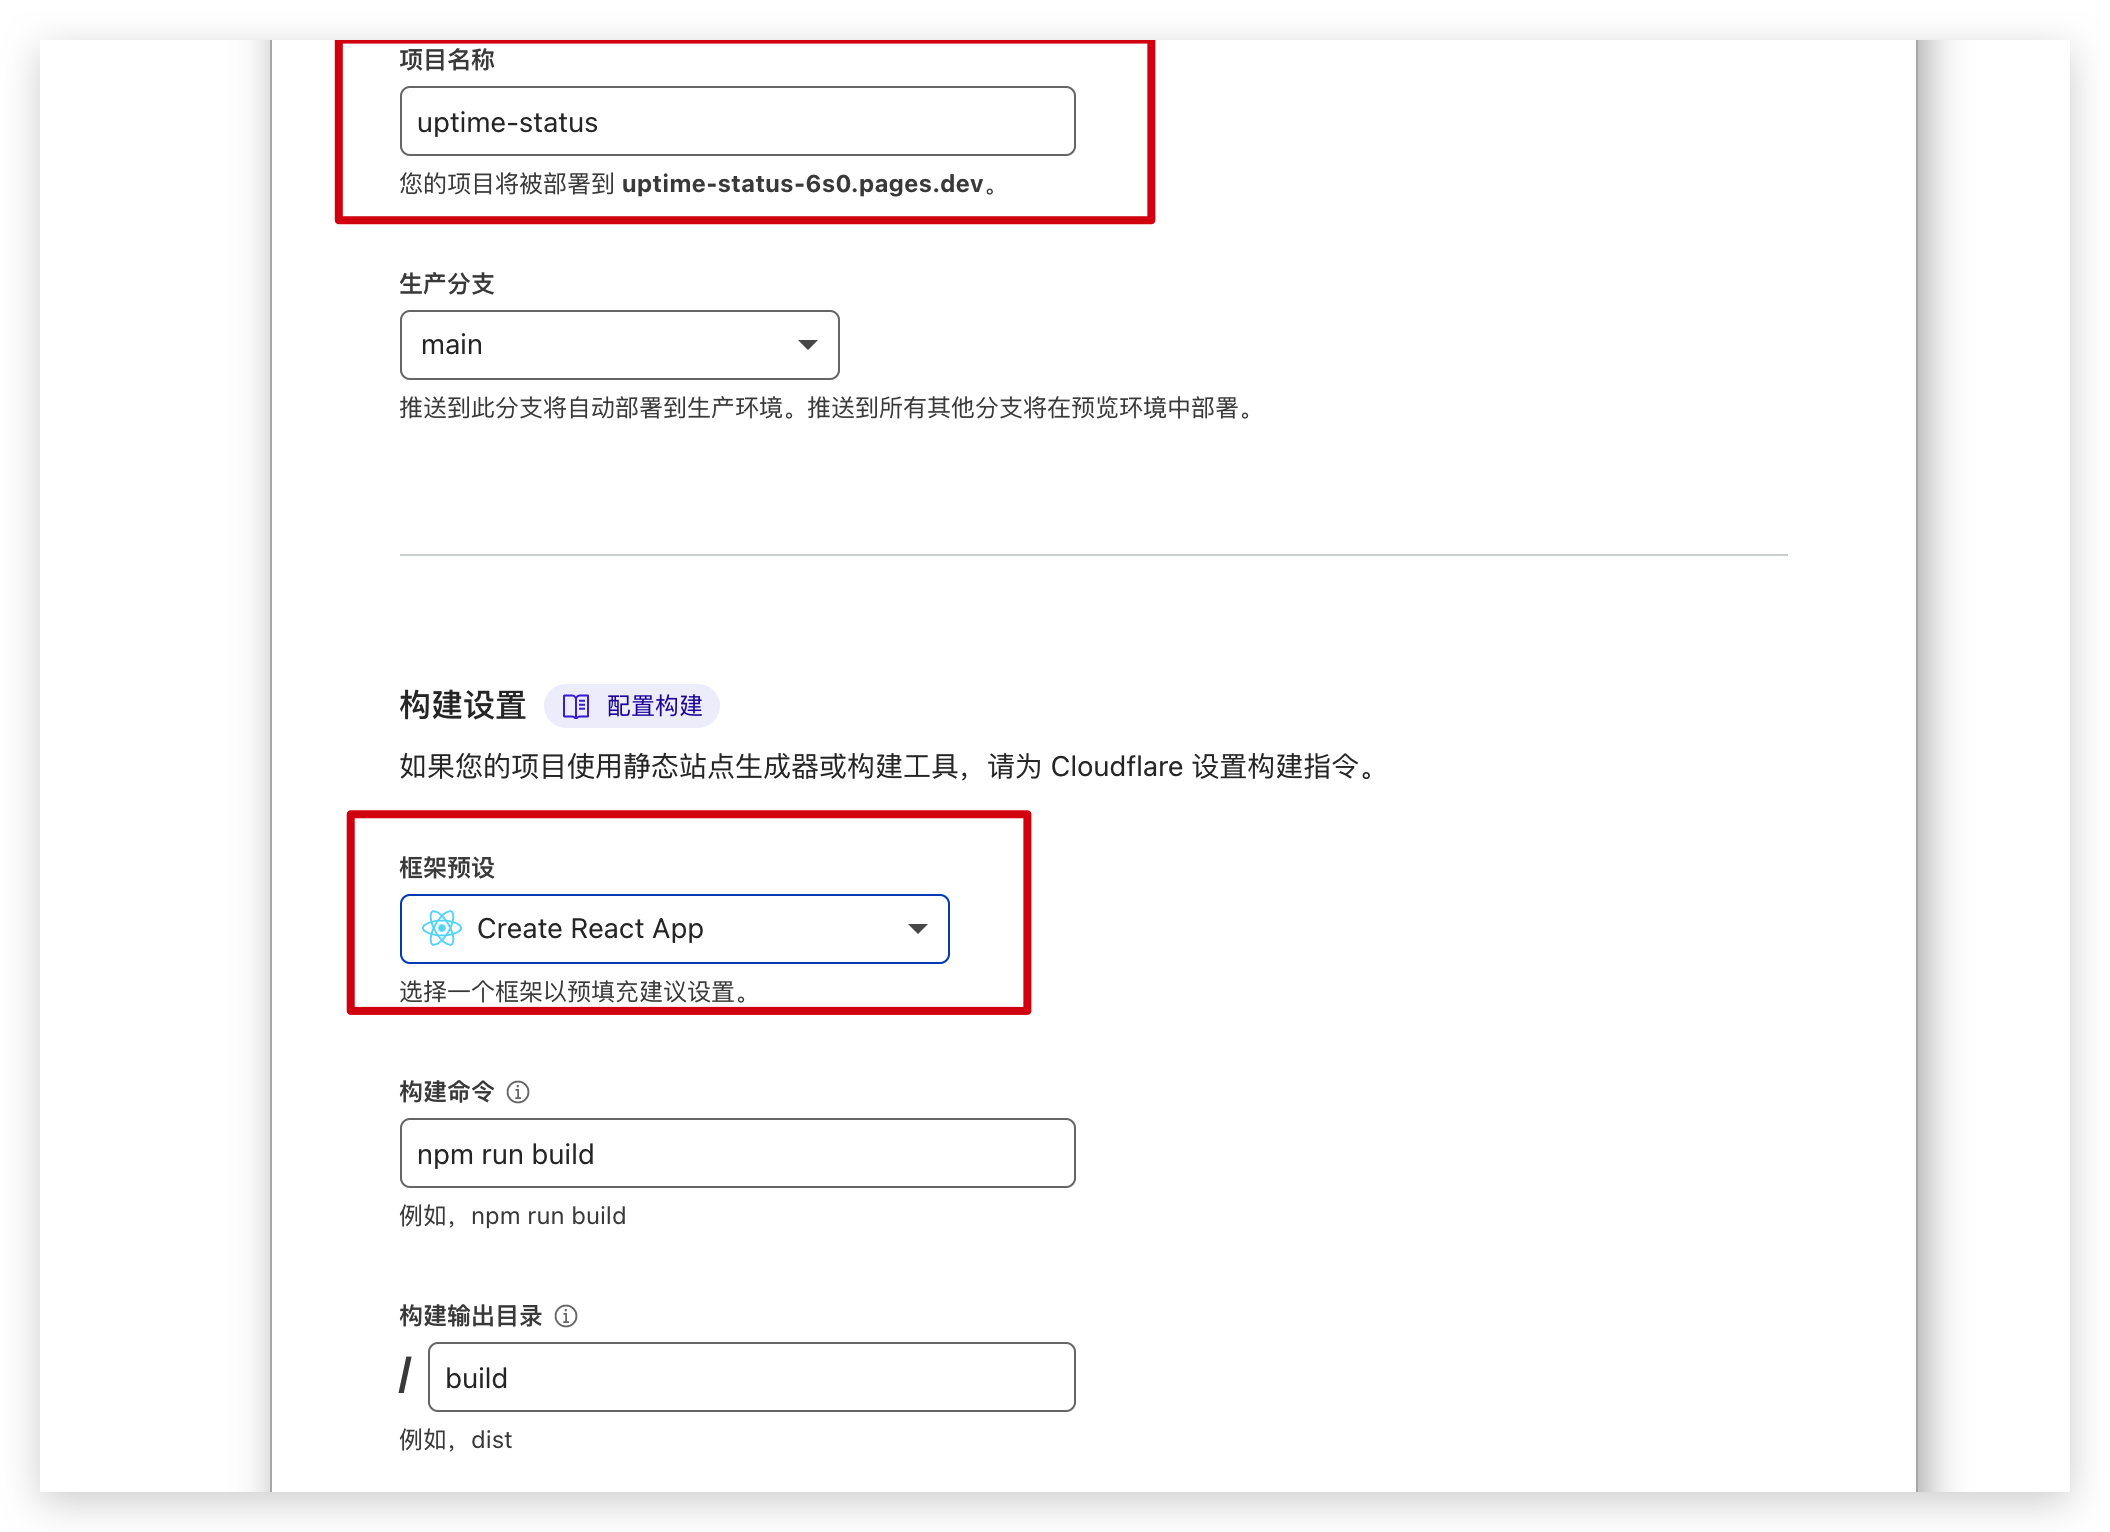 项目名称
uptime-status
您的项目将被部署到 uptime-status-6s0.pages.dev。
生产分支
main
推送到此分支将自动部署到生产环境。推送到所有其他分支将在预览环境中部署。
构建设置 配置构建
如果您的项目使用静态站点生成器或构建工具，请为 Cloudflare 设置构建指令。
框架预设
Create React App
选择一个框架以预填充建议设置。
构建命令
npm run build
例如，npm run build
构建输出目录
/ build
例如，dist